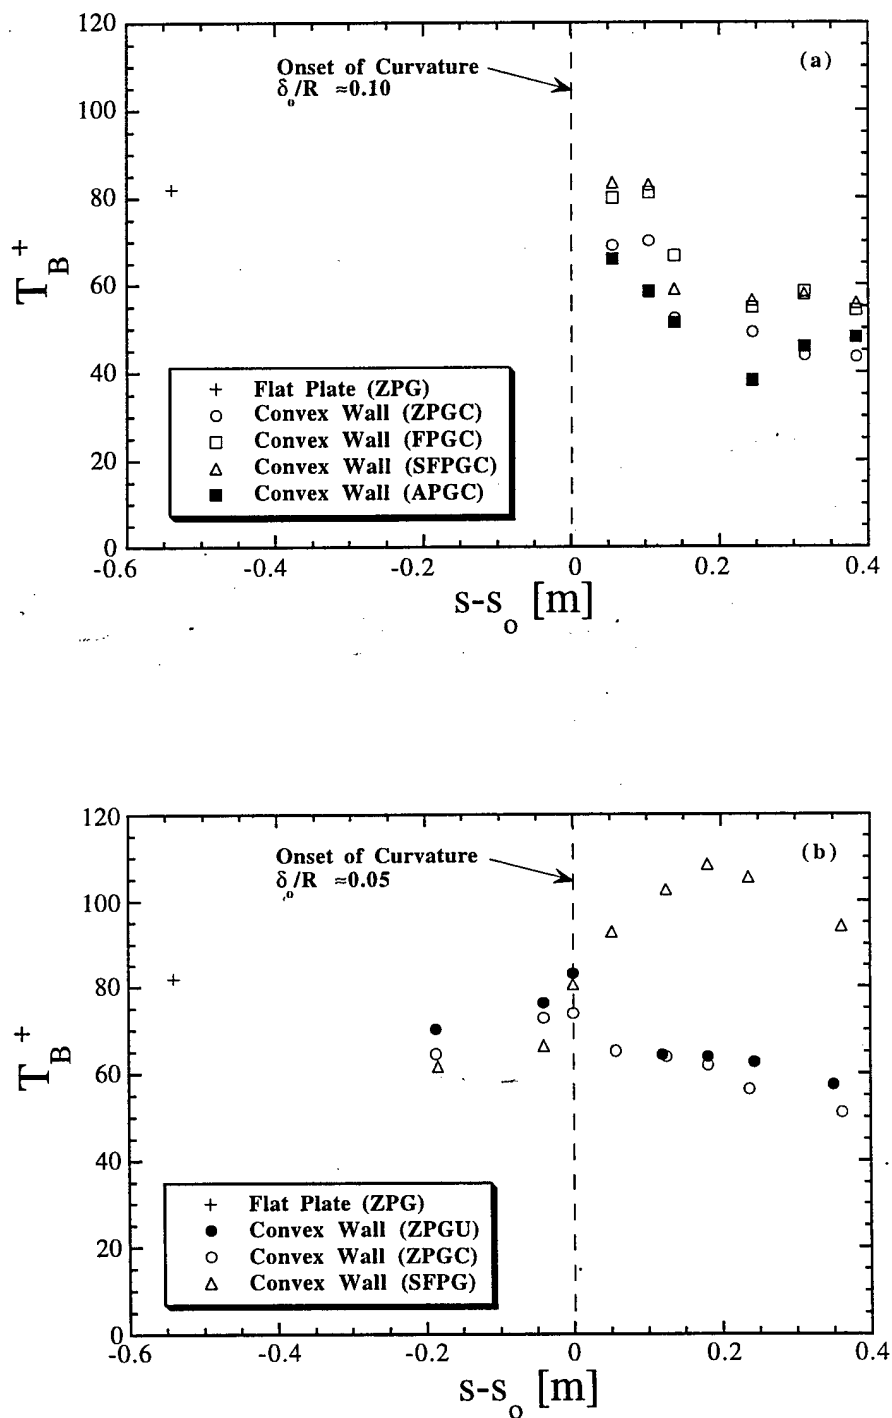 120
100
80
60
40
20
0
T_B^+
(a)
Onset of Curvature
δ_o/R ≈0.10
+ Flat Plate (ZPG)
○ Convex Wall (ZPGC)
□ Convex Wall (FPGC)
△ Convex Wall (SFPGC)
■ Convex Wall (APGC)
-0.6 -0.4 -0.2 0 0.2 0.4
s-s_o [m]
120
100
80
60
40
20
0
T_B^+
(b)
Onset of Curvature
δ_o/R ≈0.05
+ Flat Plate (ZPG)
● Convex Wall (ZPGU)
○ Convex Wall (ZPGC)
△ Convex Wall (SFPG)
-0.6 -0.4 -0.2 0 0.2 0.4
s-s_o [m]